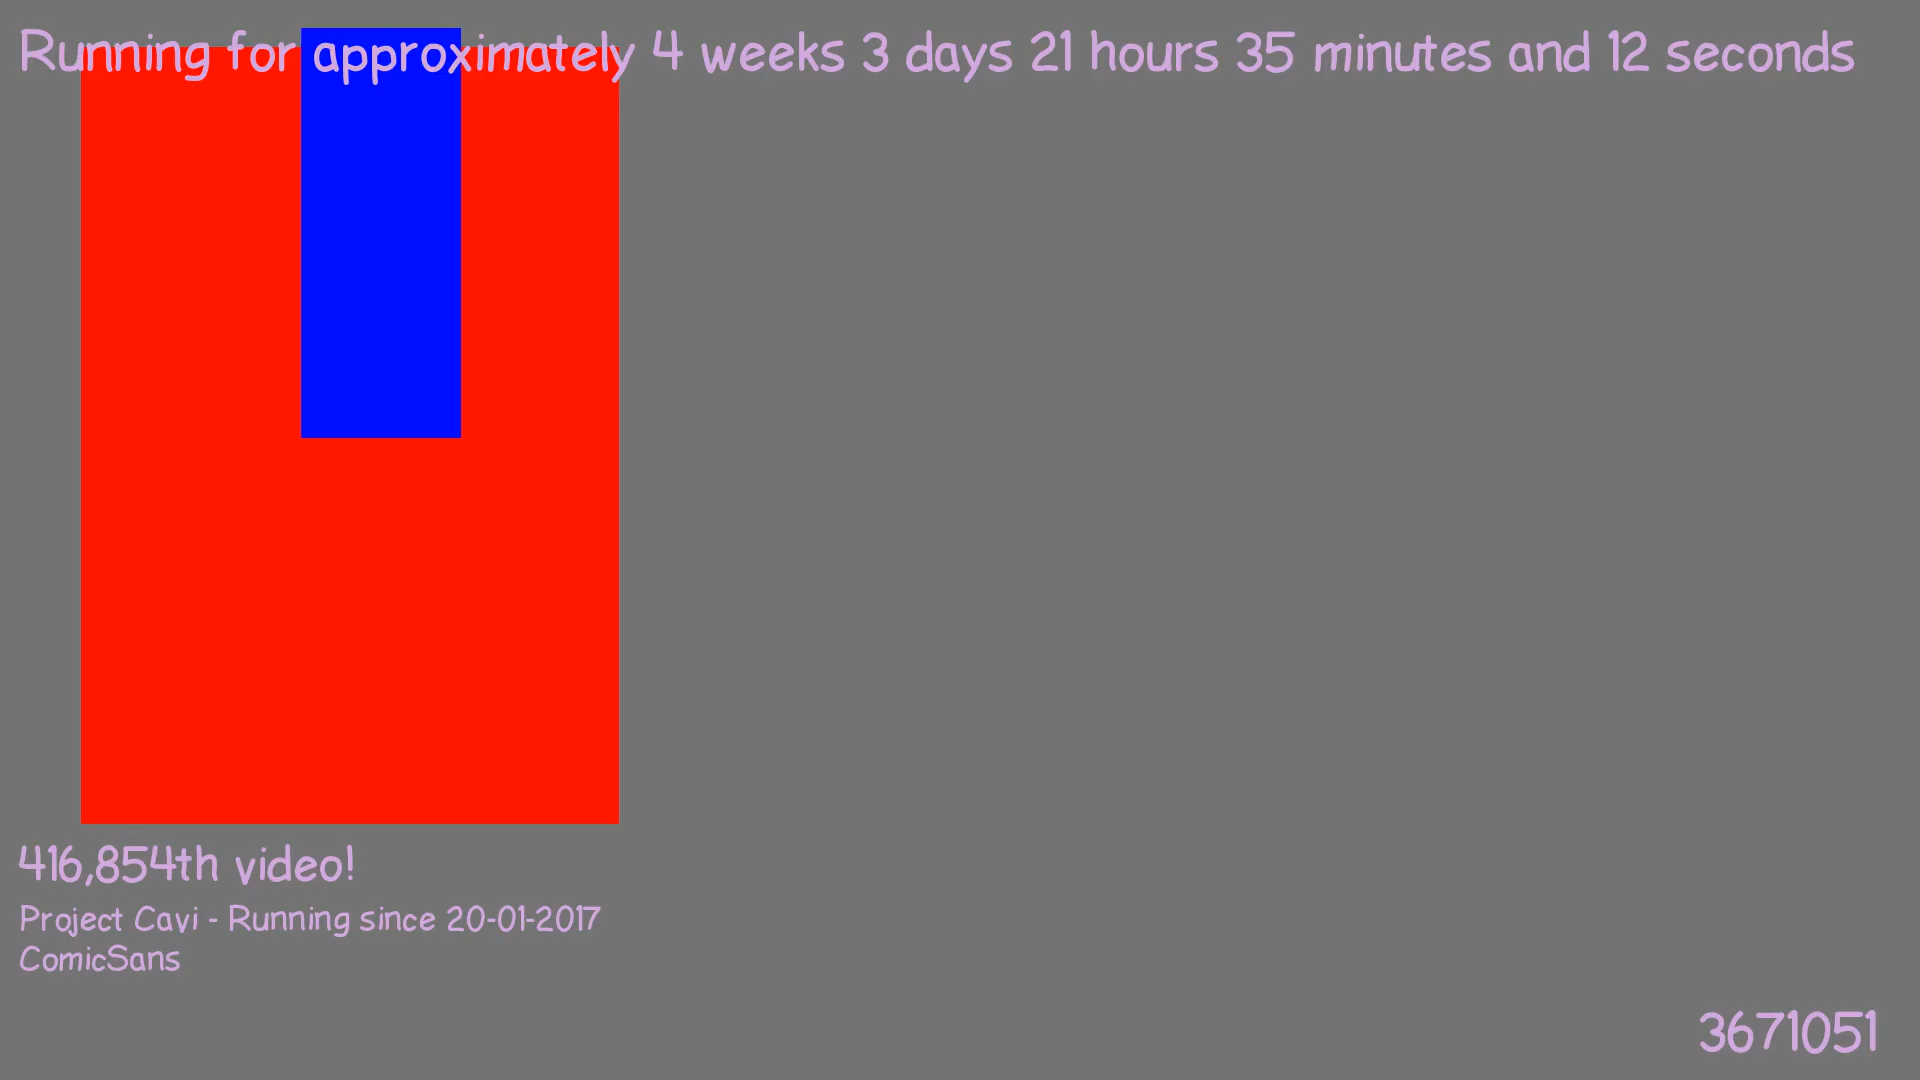 Running for approximately 4 weeks 3 days 21 hours 35 minutes and 12 seconds
416,854th video!
Project Cavi - Running since 20-01-2017
ComicSans
3671051